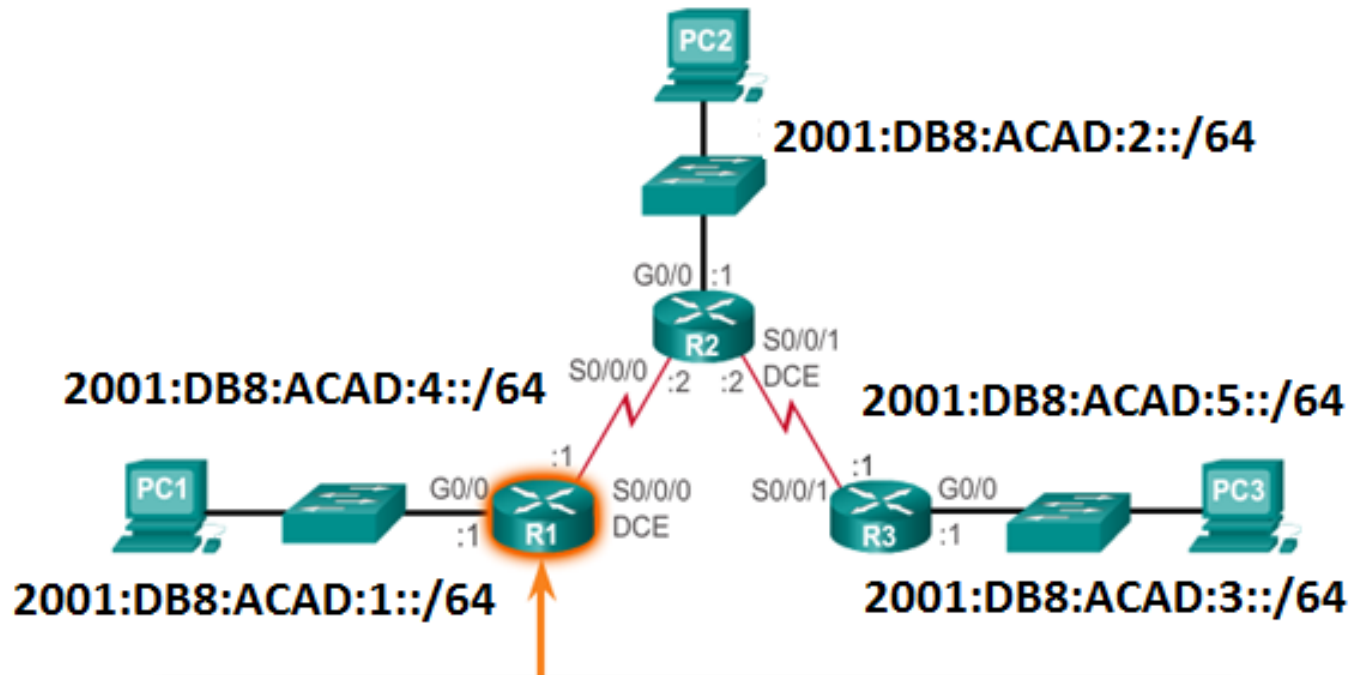 PC2
2001:DB8:ACAD:2::/64
G0/0 :1
R2
S0/0/1
DCE
S0/0/0
:2 :2
2001:DB8:ACAD:4::/64
2001:DB8:ACAD:5::/64
:1
:1
PC1
G0/0
:1
R1
S0/0/0
DCE
S0/0/1
R3
G0/0
:1
PC3
2001:DB8:ACAD:1::/64
2001:DB8:ACAD:3::/64